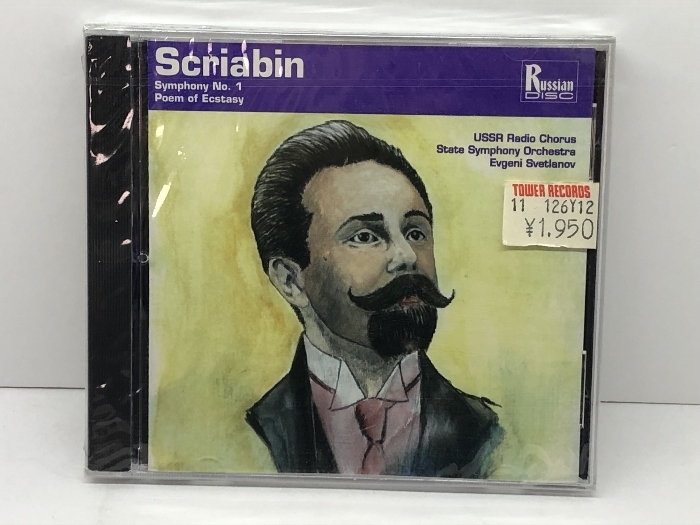 Scriabin
Symphony No. 1
Poem of Ecstasy
Russian
DISC
USSR Radio Chorus
State Symphony Orchestra
Evgeni Svetlanov
TOWER RECORDS
11 126Y12
¥1,950